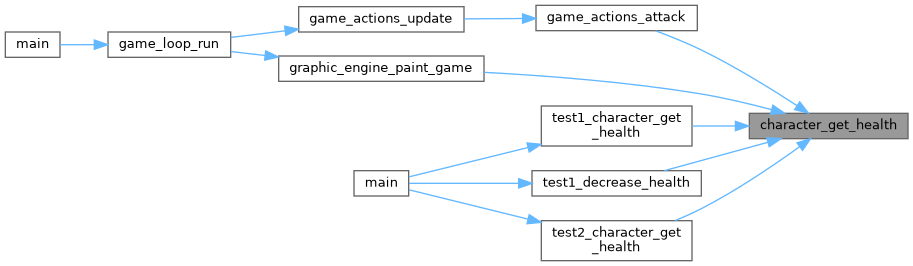 game_actions_update
game_actions_attack
main
game_loop_run
graphic_engine_paint_game
test1_character_get
_health
character_get_health
main
test1_decrease_health
test2_character_get
_health